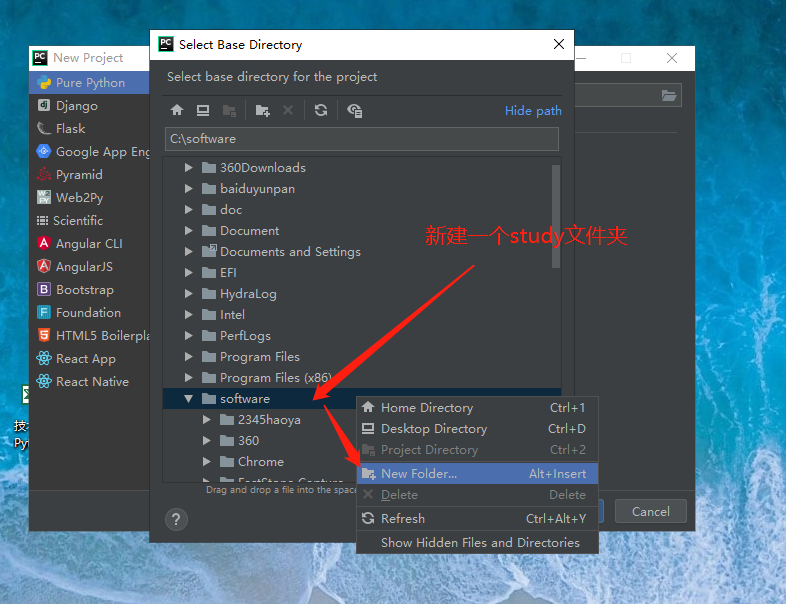 New Project
Pure Python
Django
Flask
Google App Eng
Pyramid
Web2Py
Scientific
Angular CLI
AngularJS
Bootstrap
Foundation
HTML5 Boilerpla
React App
React Native
Select Base Directory
Select base directory for the project
Hide path
C:\software
360Downloads
baiduyunpan
doc
Document
Documents and Settings
EFI
HydraLog
Intel
PerfLogs
Program Files
Program Files (x86)
software
2345haoya
360
Chrome
FastStone Capture
Drag and drop a file into the space
新建一个study文件夹
Home Directory Ctrl+1
Desktop Directory Ctrl+D
Project Directory Ctrl+2
New Folder... Alt+Insert
Delete Delete
Refresh Ctrl+Alt+Y
Show Hidden Files and Directories
Cancel
?
技
Py